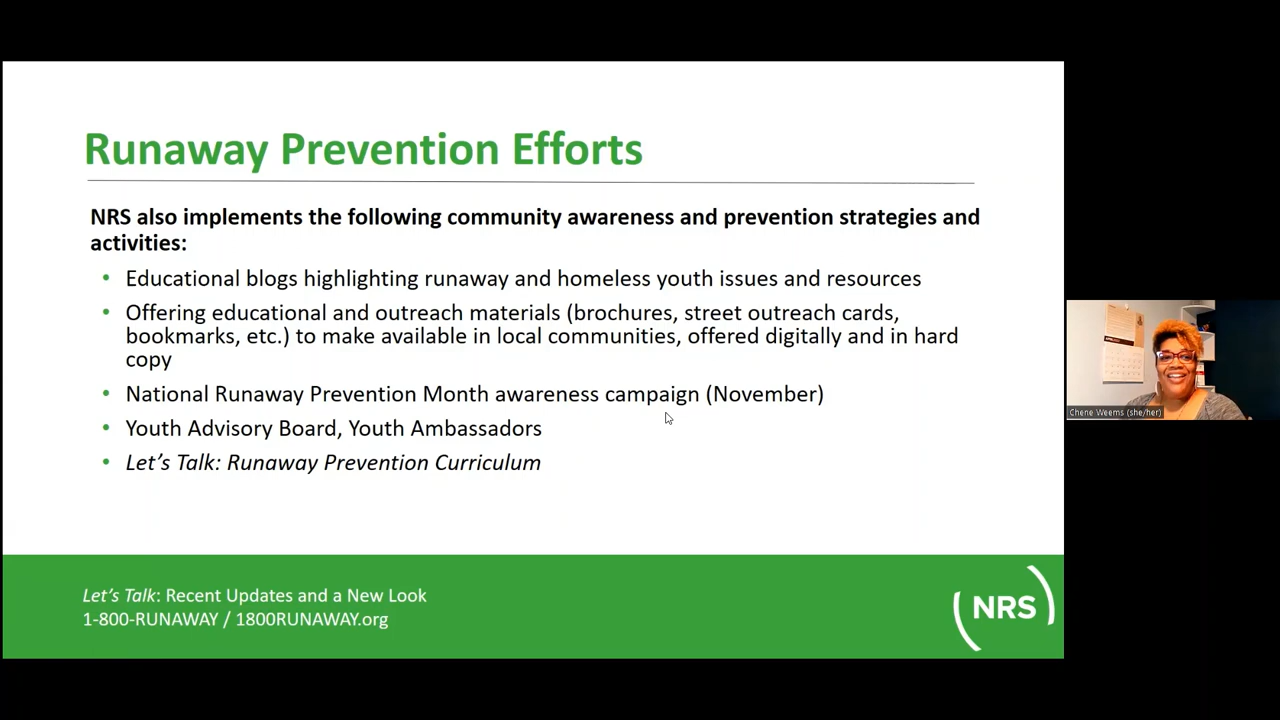 Runaway Prevention Efforts
NRS also implements the following community awareness and prevention strategies and
activities:
• Educational blogs highlighting runaway and homeless youth issues and resources
• Offering educational and outreach materials (brochures, street outreach cards,
bookmarks, etc.) to make available in local communities, offered digitally and in hard
copy
• National Runaway Prevention Month awareness campaign (November)
• Youth Advisory Board, Youth Ambassadors
• Let’s Talk: Runaway Prevention Curriculum
Let’s Talk: Recent Updates and a New Look
1-800-RUNAWAY / 1800RUNAWAY.org
NRS
Chene Weems (she/her)